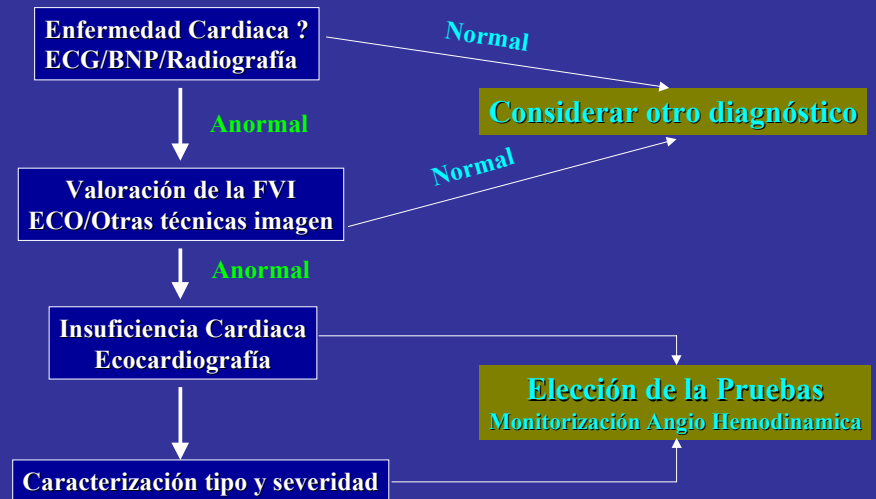 Enfermedad Cardiaca ?
ECG/BNP/Radiografía
Normal
Considerar otro diagnóstico
Anormal
Normal
Valoración de la FVI
ECO/Otras técnicas imagen
Anormal
Insuficiencia Cardiaca
Ecocardiografía
Elección de la Pruebas
Monitorización Angio Hemodinamica
Caracterización tipo y severidad